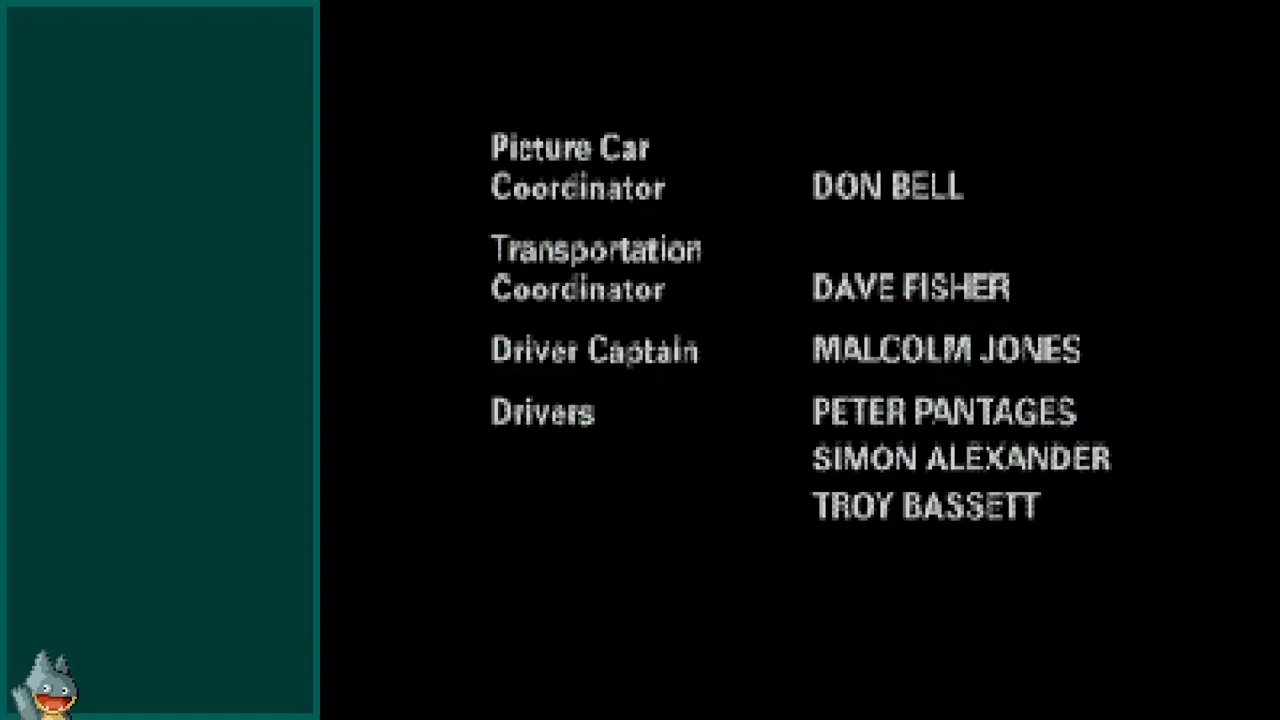 Picture Car
Coordinator DON BELL
Transportation
Coordinator DAVE FISHER
Driver Captain MALCOLM JONES
Drivers PETER PANTAGES
SIMON ALEXANDER
TROY BASSETT